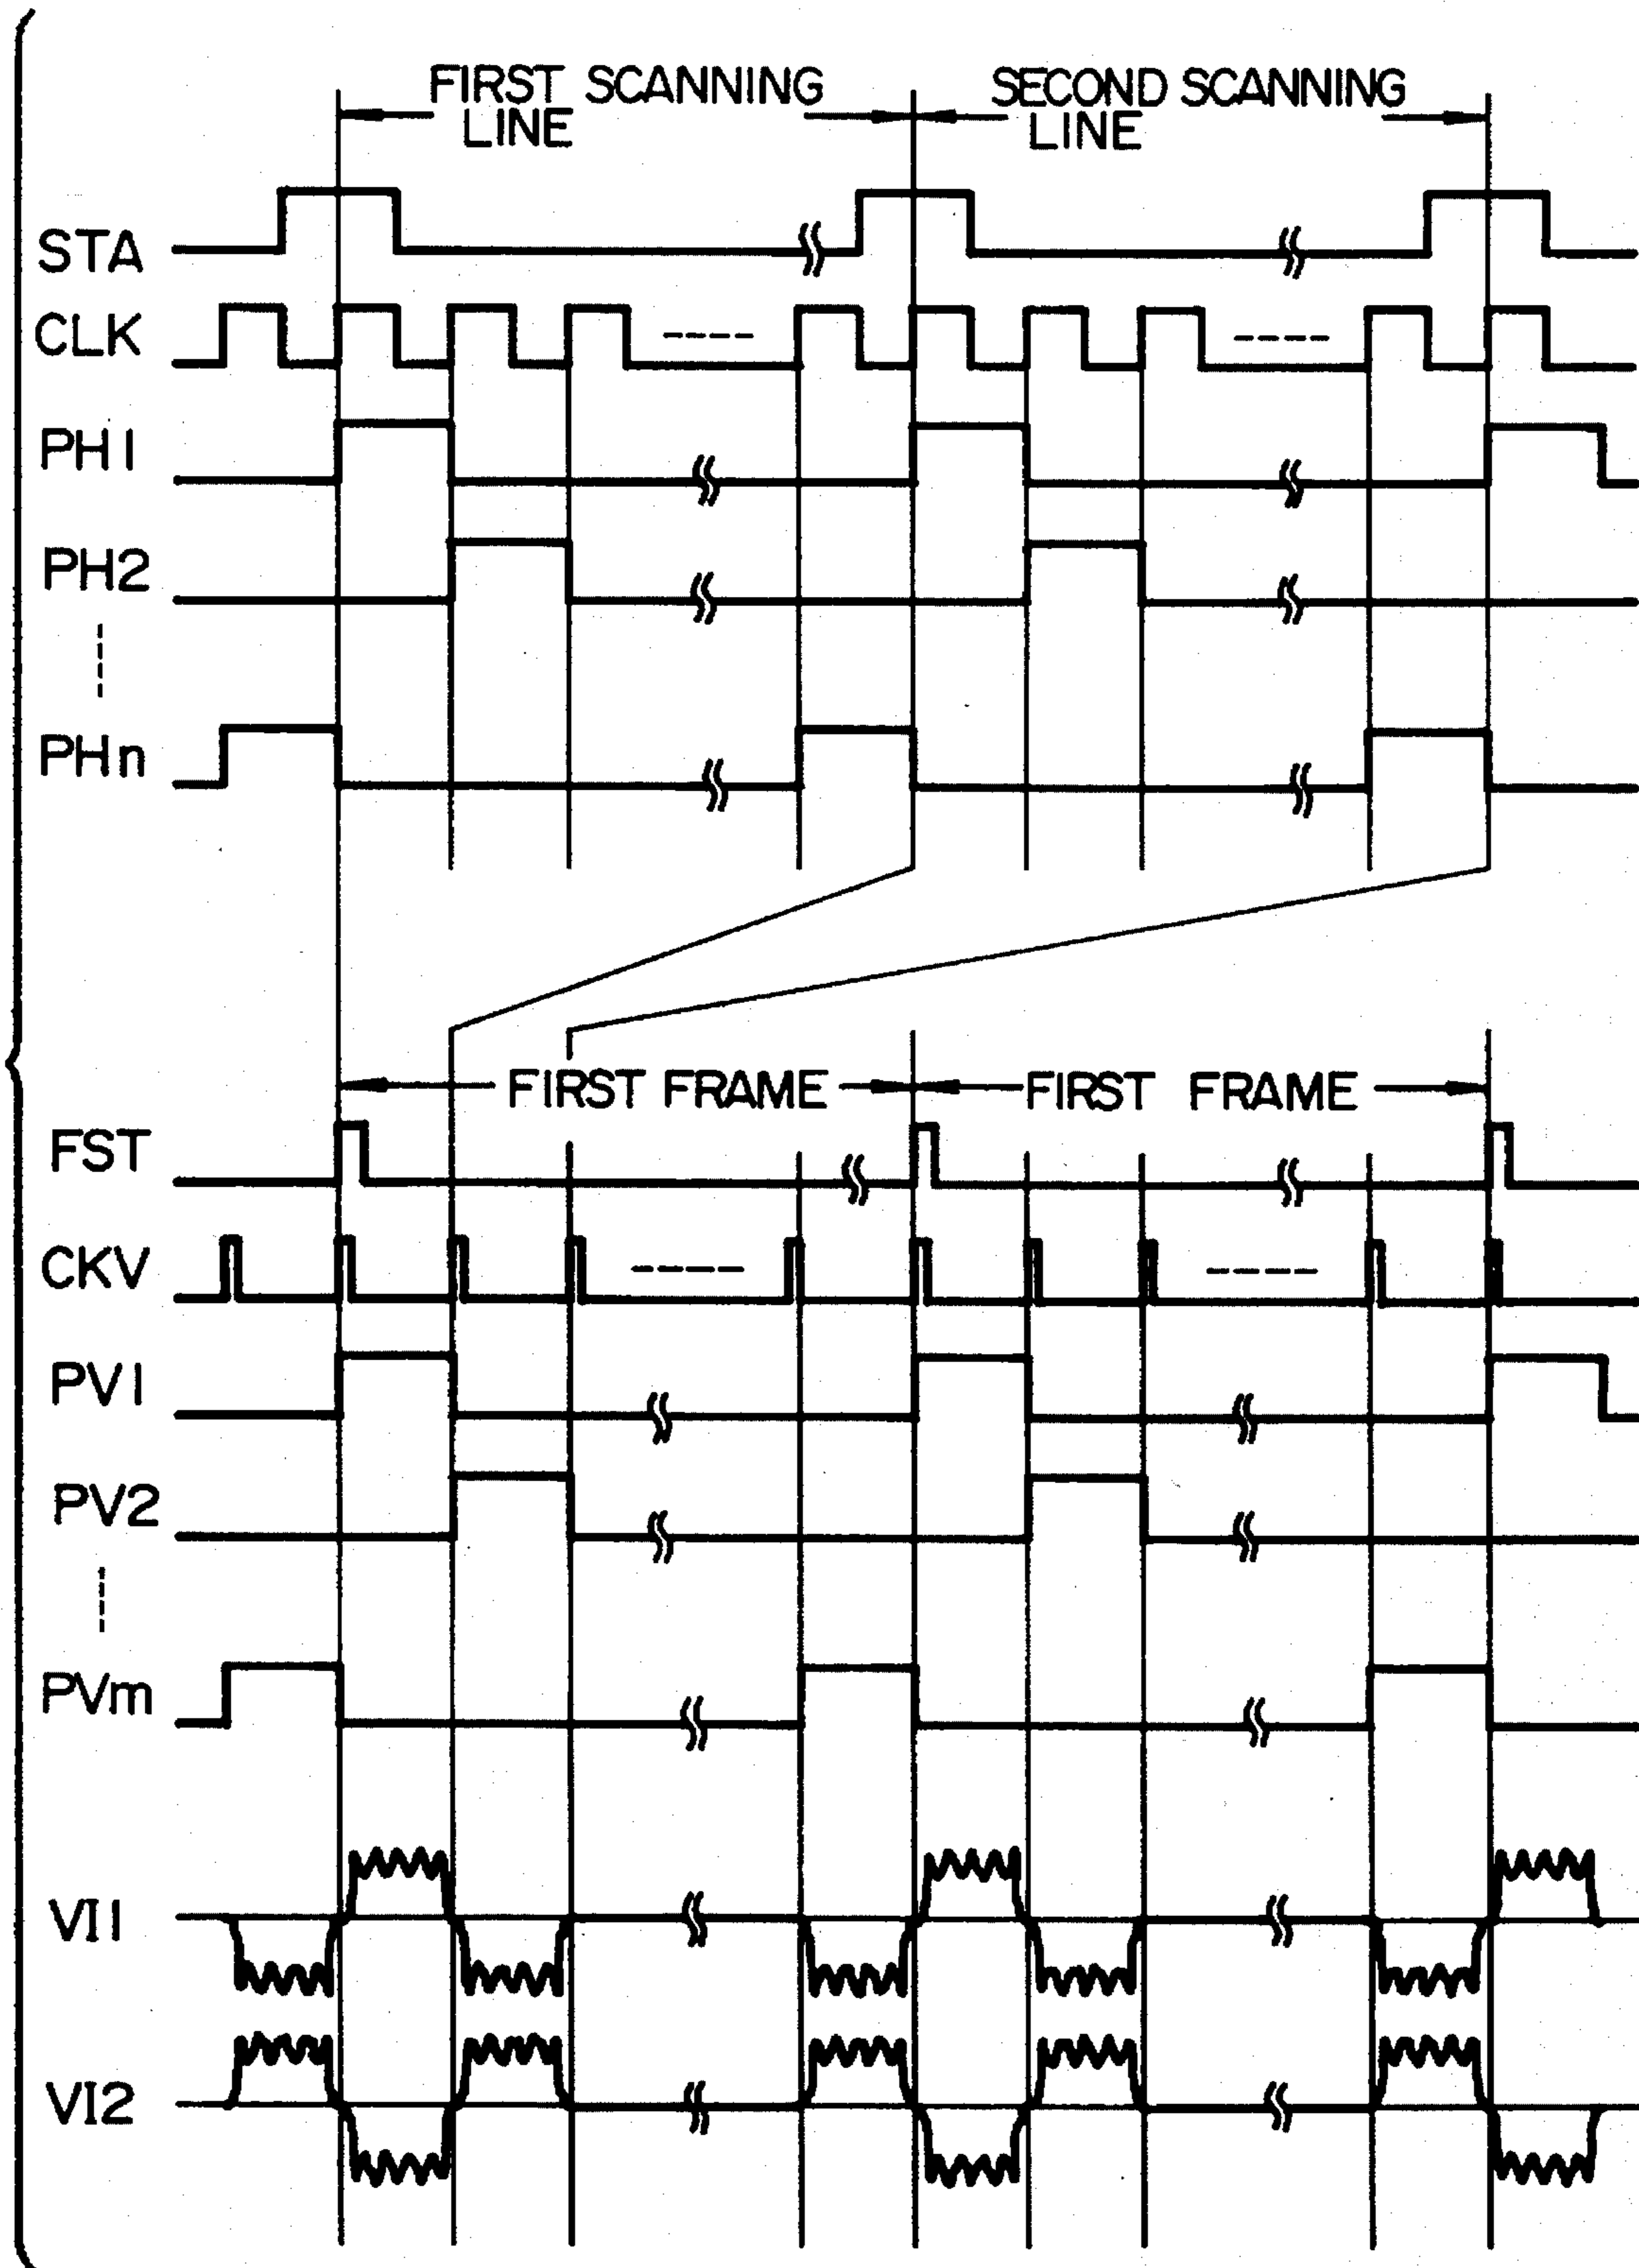 FIRST SCANNING
LINE
SECOND SCANNING
LINE
STA
CLK
PH1
PH2
PHn
FIRST FRAME
FIRST FRAME
FST
CKV
PV1
PV2
PVm
VI1
VI2